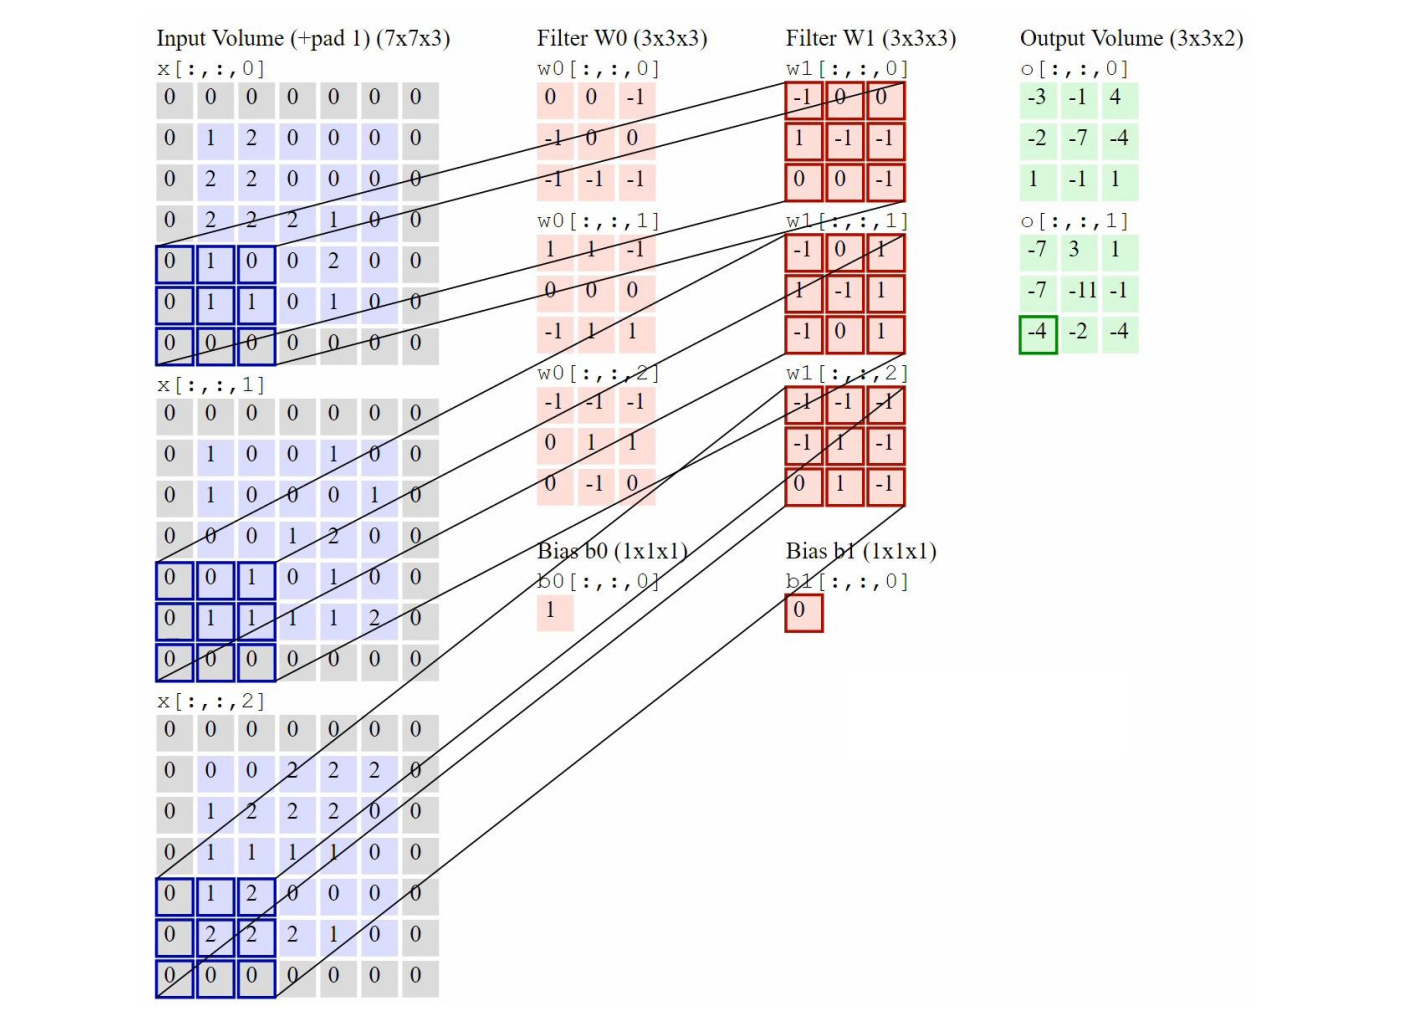 Input Volume (+pad 1) (7x7x3)
x[:,:,0]
0 0 0 0 0 0 0
0 1 2 0 0 0 0
0 2 2 0 0 0 0
0 2 2 2 1 0 0
0 1 0 0 2 0 0
0 1 1 0 1 0 0
0 0 0 0 0 0 0
x[:,:,1]
0 0 0 0 0 0 0
0 1 0 0 1 0 0
0 1 0 0 0 1 0
0 0 0 1 2 0 0
0 0 1 0 1 0 0
0 1 1 1 1 2 0
0 0 0 0 0 0 0
x[:,:,2]
0 0 0 0 0 0 0
0 0 0 2 2 2 0
0 1 2 2 2 0 0
0 1 1 1 1 0 0
0 1 2 0 0 0 0
0 2 2 2 1 0 0
0 0 0 0 0 0 0
Filter W0 (3x3x3)
w0[:,:,0]
0 0 -1
-1 0 0
-1 -1 -1
w0[:,:,1]
1 1 -1
0 0 0
-1 1 1
w0[:,:,2]
-1 -1 -1
0 1 1
0 -1 0
Bias b0 (1x1x1)
b0[:,:,0]
1
Filter W1 (3x3x3)
w1[:,:,0]
-1 0 0
1 -1 -1
0 0 -1
w1[:,:,1]
-1 0 1
1 -1 1
-1 0 1
w1[:,:,2]
-1 -1 -1
-1 1 -1
0 1 -1
Bias b1 (1x1x1)
b1[:,:,0]
0
Output Volume (3x3x2)
o[:,:,0]
-3 -1 4
-2 -7 -4
1 -1 1
o[:,:,1]
-7 3 1
-7 -11 -1
-4 -2 -4